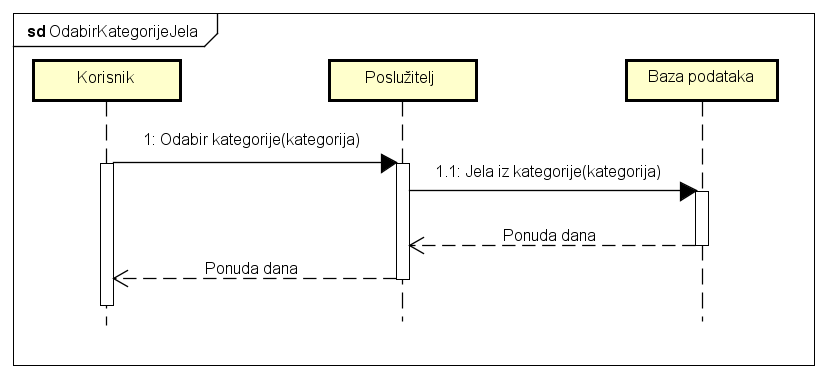 sd OdabirKategorijeJela
Korisnik
Poslužitelj
Baza podataka
1: Odabir kategorije(kategorija)
1.1: Jela iz kategorije(kategorija)
Ponuda dana
Ponuda dana